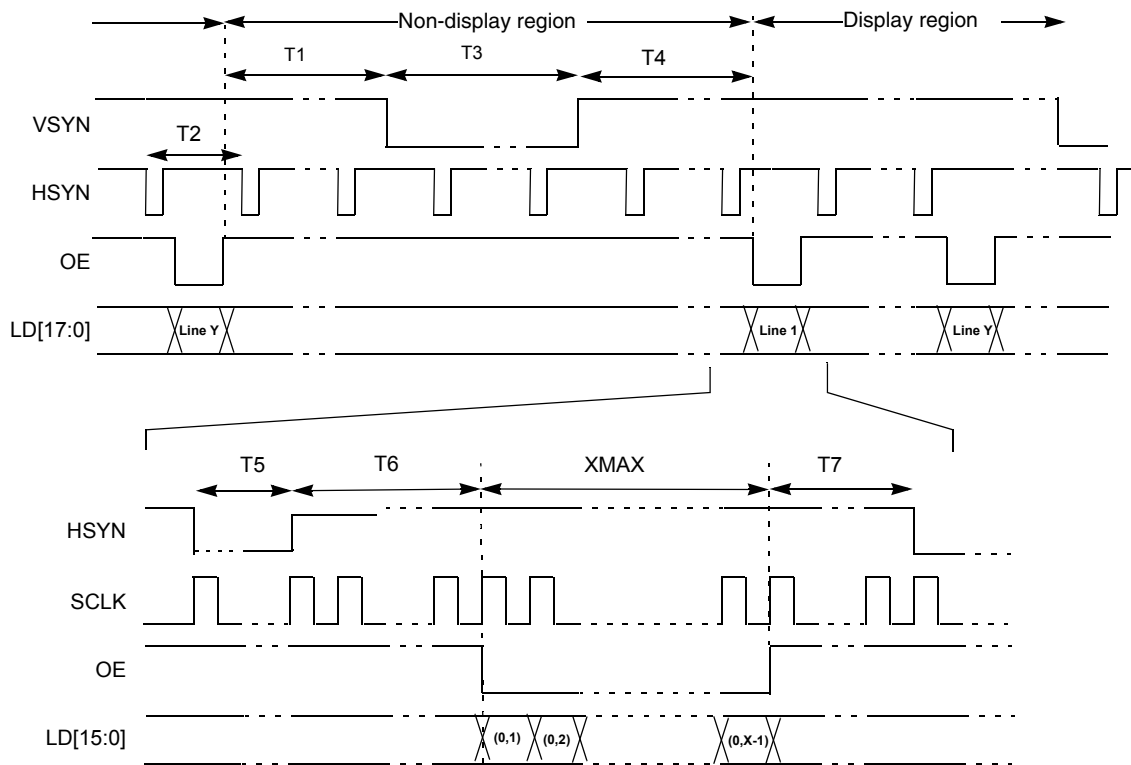 Non-display region
Display region
T1
T3
T4
VSYN
T2
HSYN
OE
LD[17:0]
Line Y
Line 1
Line Y
T5
T6
XMAX
T7
HSYN
SCLK
OE
LD[15:0]
(0,1)
(0,2)
(0,X-1)